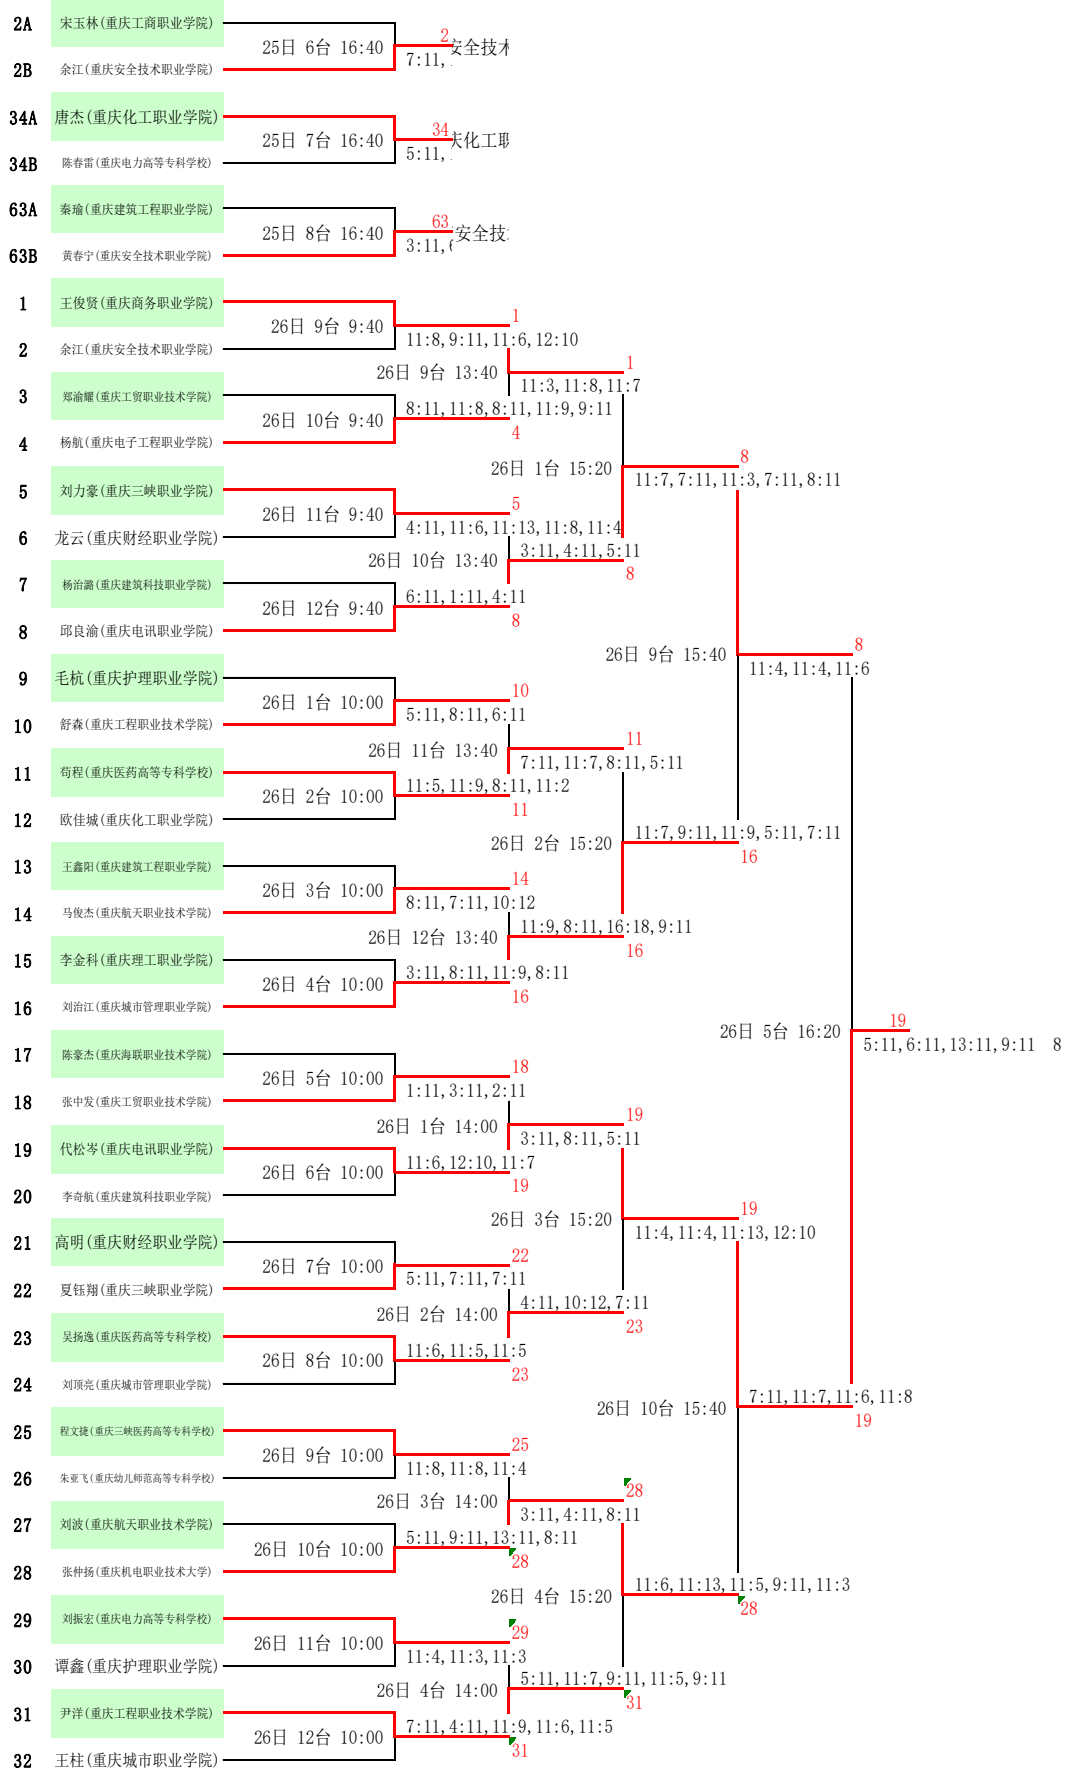 2A 宋玉林(重庆工商职业学院)
2
25日 6台 16:40 安全技术
7:11,
2B 余江(重庆安全技术职业学院)
34A 唐杰(重庆化工职业学院)
34
25日 7台 16:40 化工职
5:11,
34B 陈春雷(重庆电力高等专科学校)
63A 秦瑜(重庆建筑工程职业学院)
63
25日 8台 16:40 安全技
3:11,
63B 黄春宁(重庆安全技术职业学院)
1 王俊贤(重庆商务职业学院)
1
26日 9台 9:40
11:8,9:11,11:6,12:10
2 余江(重庆安全技术职业学院)
1
26日 9台 13:40
11:3,11:8,11:7
3 郑渝耀(重庆工贸职业技术学院)
8:11,11:8,8:11,11:9,9:11
26日 10台 9:40
4
4 杨航(重庆电子工程职业学院)
8
26日 1台 15:20
11:7,7:11,11:3,7:11,8:11
5 刘力豪(重庆三峡职业学院)
5
26日 11台 9:40
4:11,11:6,11:13,11:8,11:4
6 龙云(重庆财经职业学院)
3:11,4:11,5:11
26日 10台 13:40
8
7 杨治潞(重庆建筑科技职业学院)
6:11,1:11,4:11
26日 12台 9:40
8
8 邱良渝(重庆电讯职业学院)
8
26日 9台 15:40
11:4,11:4,11:6
9 毛杭(重庆护理职业学院)
10
26日 1台 10:00
5:11,8:11,6:11
10 舒森(重庆工程职业技术学院)
11
26日 11台 13:40
7:11,11:7,8:11,5:11
11 荀程(重庆医药高等专科学校)
11:5,11:9,8:11,11:2
26日 2台 10:00
11
12 欧佳城(重庆化工职业学院)
11:7,9:11,11:9,5:11,7:11
26日 2台 15:20
16
13 王鑫阳(重庆建筑工程职业学院)
14
26日 3台 10:00
8:11,7:11,10:12
14 马俊杰(重庆航天职业技术学院)
11:9,8:11,16:18,9:11
26日 12台 13:40
16
15 李金科(重庆理工职业学院)
3:11,8:11,11:9,8:11
26日 4台 10:00
16
16 刘治江(重庆城市管理职业学院)
19
26日 5台 16:20
5:11,6:11,13:11,9:11 8
17 陈豪杰(重庆海联职业技术学院)
18
26日 5台 10:00
1:11,3:11,2:11
18 张中发(重庆工贸职业技术学院)
19
26日 1台 14:00
3:11,8:11,5:11
19 代松岑(重庆电讯职业学院)
11:6,12:10,11:7
26日 6台 10:00
19
20 李奇航(重庆建筑科技职业学院)
19
26日 3台 15:20
11:4,11:4,11:13,12:10
21 高明(重庆财经职业学院)
22
26日 7台 10:00
5:11,7:11,7:11
22 夏钰翔(重庆三峡职业学院)
4:11,10:12,7:11
26日 2台 14:00
23
23 吴扬逸(重庆医药高等专科学校)
11:6,11:5,11:5
26日 8台 10:00
23
24 刘顶亮(重庆城市管理职业学院)
7:11,11:7,11:6,11:8
26日 10台 15:40
19
25 程文捷(重庆三峡医药高等专科学校)
25
26日 9台 10:00
11:8,11:8,11:4
26 朱亚飞(重庆幼儿师范高等专科学校)
28
26日 3台 14:00
3:11,4:11,8:11
27 刘波(重庆航天职业技术学院)
5:11,9:11,13:11,8:11
26日 10台 10:00
28
28 张仲扬(重庆机电职业技术大学)
11:6,11:13,11:5,9:11,11:3
26日 4台 15:20
28
29 刘振宏(重庆电力高等专科学校)
29
26日 11台 10:00
11:4,11:3,11:3
30 谭鑫(重庆护理职业学院)
5:11,11:7,9:11,11:5,9:11
26日 4台 14:00
31
31 尹洋(重庆工程职业技术学院)
7:11,4:11,11:9,11:6,11:5
26日 12台 10:00
31
32 王柱(重庆城市职业学院)